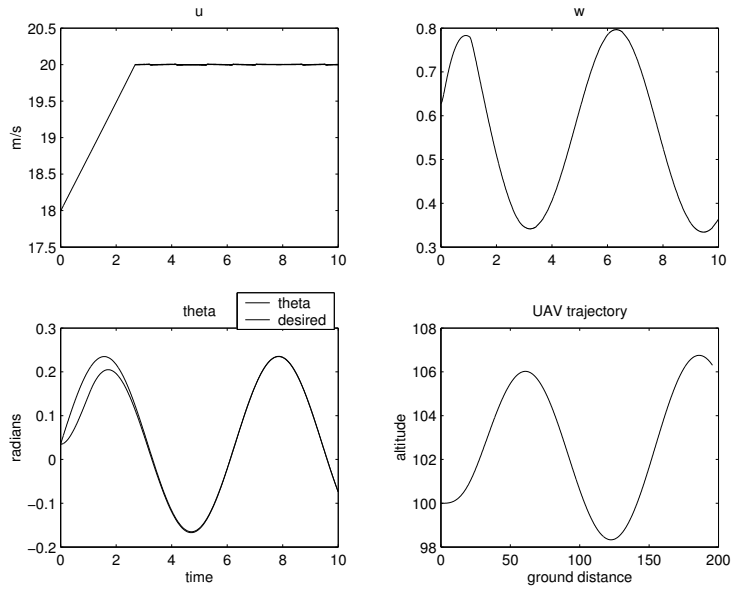 u
20.5
20
19.5
19
18.5
18
17.5
m/s
0 2 4 6 8 10
w
0.8
0.7
0.6
0.5
0.4
0.3
0 2 4 6 8 10
theta
theta
desired
0.3
0.2
0.1
0
−0.1
−0.2
radians
0 2 4 6 8 10
time
UAV trajectory
108
106
104
102
100
98
altitude
0 50 100 150 200
ground distance